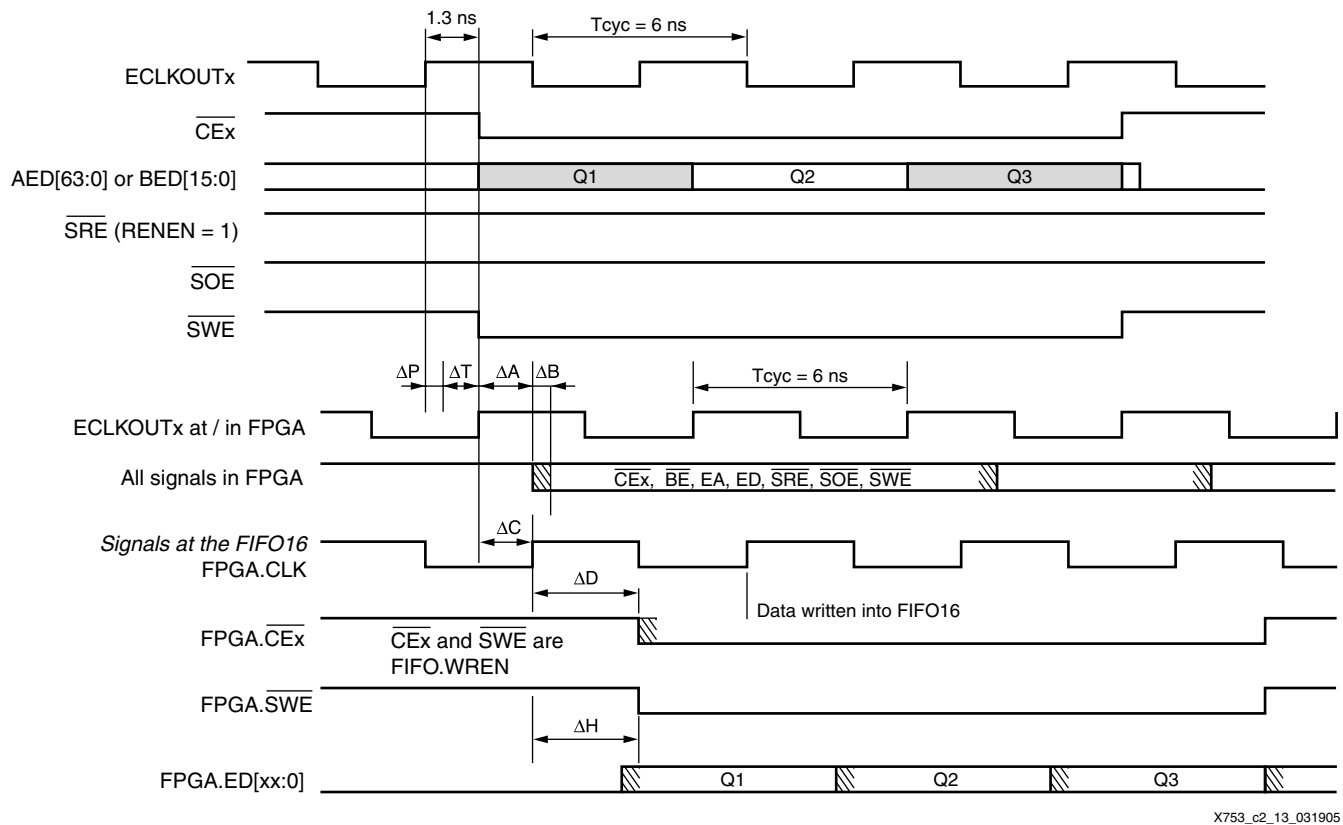 1.3 ns
Tcyc = 6 ns
ECLKOUTx
CEx
AED[63:0] or BED[15:0]
Q1
Q2
Q3
SRE (RENEN = 1)
SOE
SWE
ΔP
ΔT
ΔA
ΔB
Tcyc = 6 ns
ECLKOUTx at / in FPGA
All signals in FPGA
CEx, BE, EA, ED, SRE, SOE, SWE
Signals at the FIFO16
FPGA.CLK
ΔC
ΔD
Data written into FIFO16
FPGA.CEx
CEx and SWE are
FIFO.WREN
FPGA.SWE
ΔH
FPGA.ED[xx:0]
Q1
Q2
Q3
X753_c2_13_031905